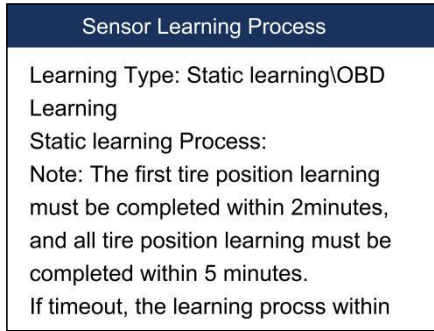 Sensor Learning Process
Learning Type: Static learning\OBD
Learning
Static learning Process:
Note: The first tire position learning
must be completed within 2minutes,
and all tire position learning must be
completed within 5 minutes.
If timeout, the learning procss within